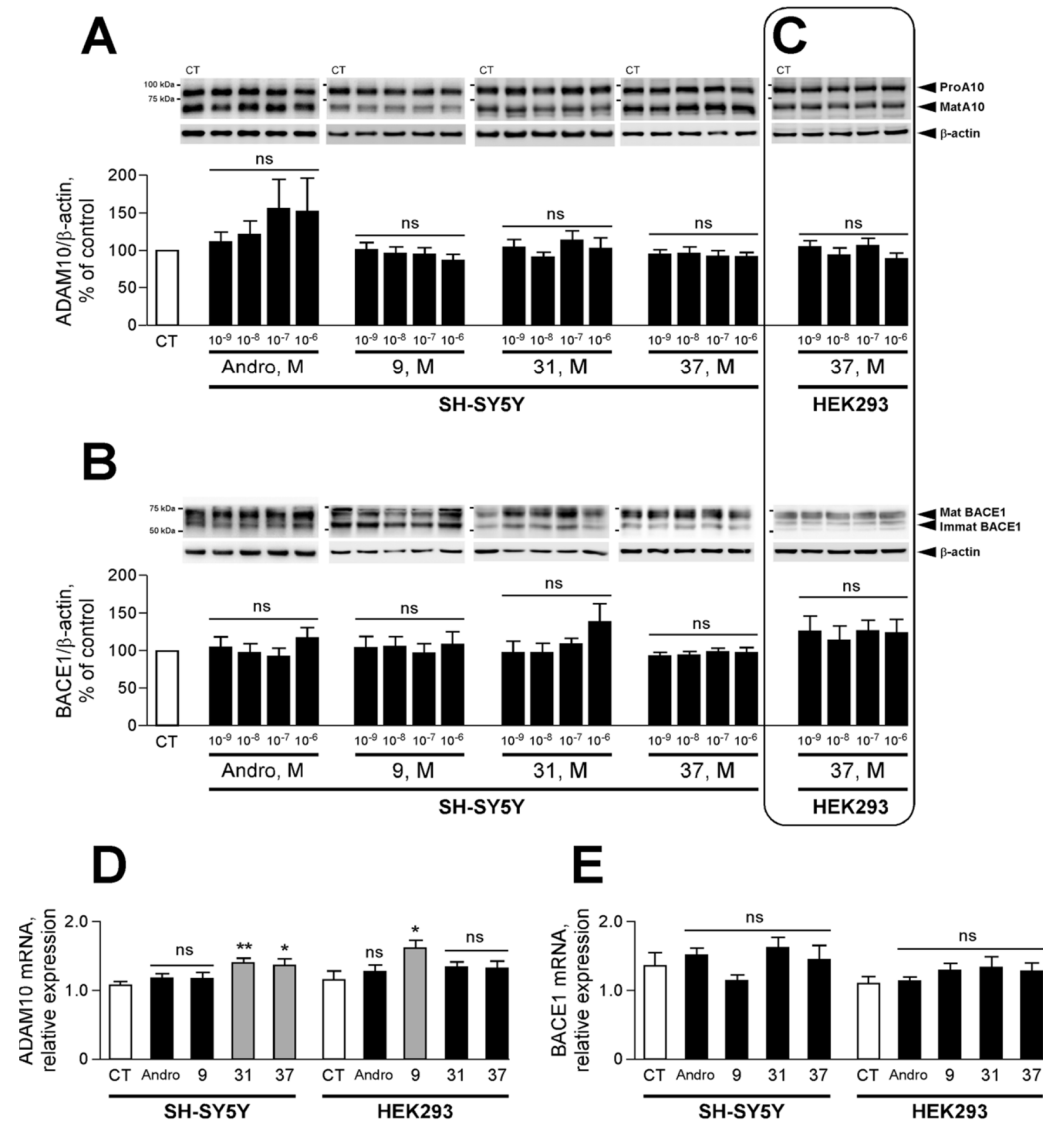 A
C
CT CT CT CT CT
100 kDa
75 kDa
ProA10
MatA10
β-actin
ADAM10/β-actin,
% of control
200
150
100
50
0
ns ns ns ns ns
CT
10-9 10-8 10-7 10-6 10-9 10-8 10-7 10-6 10-9 10-8 10-7 10-6 10-9 10-8 10-7 10-6 10-9 10-8 10-7 10-6
Andro, M 9, M 31, M 37, M 37, M
SH-SY5Y HEK293
B
75 kDa
50 kDa
Mat BACE1
Immat BACE1
β-actin
BACE1/β-actin,
% of control
200
150
100
50
0
ns ns ns ns ns
CT
10-9 10-8 10-7 10-6 10-9 10-8 10-7 10-6 10-9 10-8 10-7 10-6 10-9 10-8 10-7 10-6 10-9 10-8 10-7 10-6
Andro, M 9, M 31, M 37, M 37, M
SH-SY5Y HEK293
D
ADAM10 mRNA,
relative expression
2.0
1.0
0
ns ** * ns * ns
CT Andro 9 31 37 CT Andro 9 31 37
SH-SY5Y HEK293
E
BACE1 mRNA,
relative expression
2.0
1.0
0
ns ns
CT Andro 9 31 37 CT Andro 9 31 37
SH-SY5Y HEK293